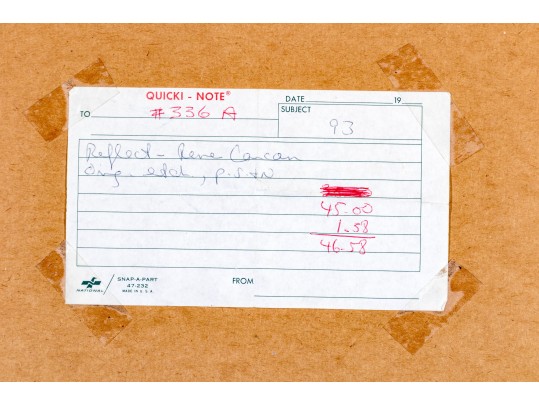 QUICKI - NOTE®
DATE 19
TO #336 A
SUBJECT
93
Reflect - Rene Carcan
Orig. etch, p.s+N
45.00
1.58
46.58
national
SNAP-A-PART
47-232
MADE IN U.S.A.
FROM